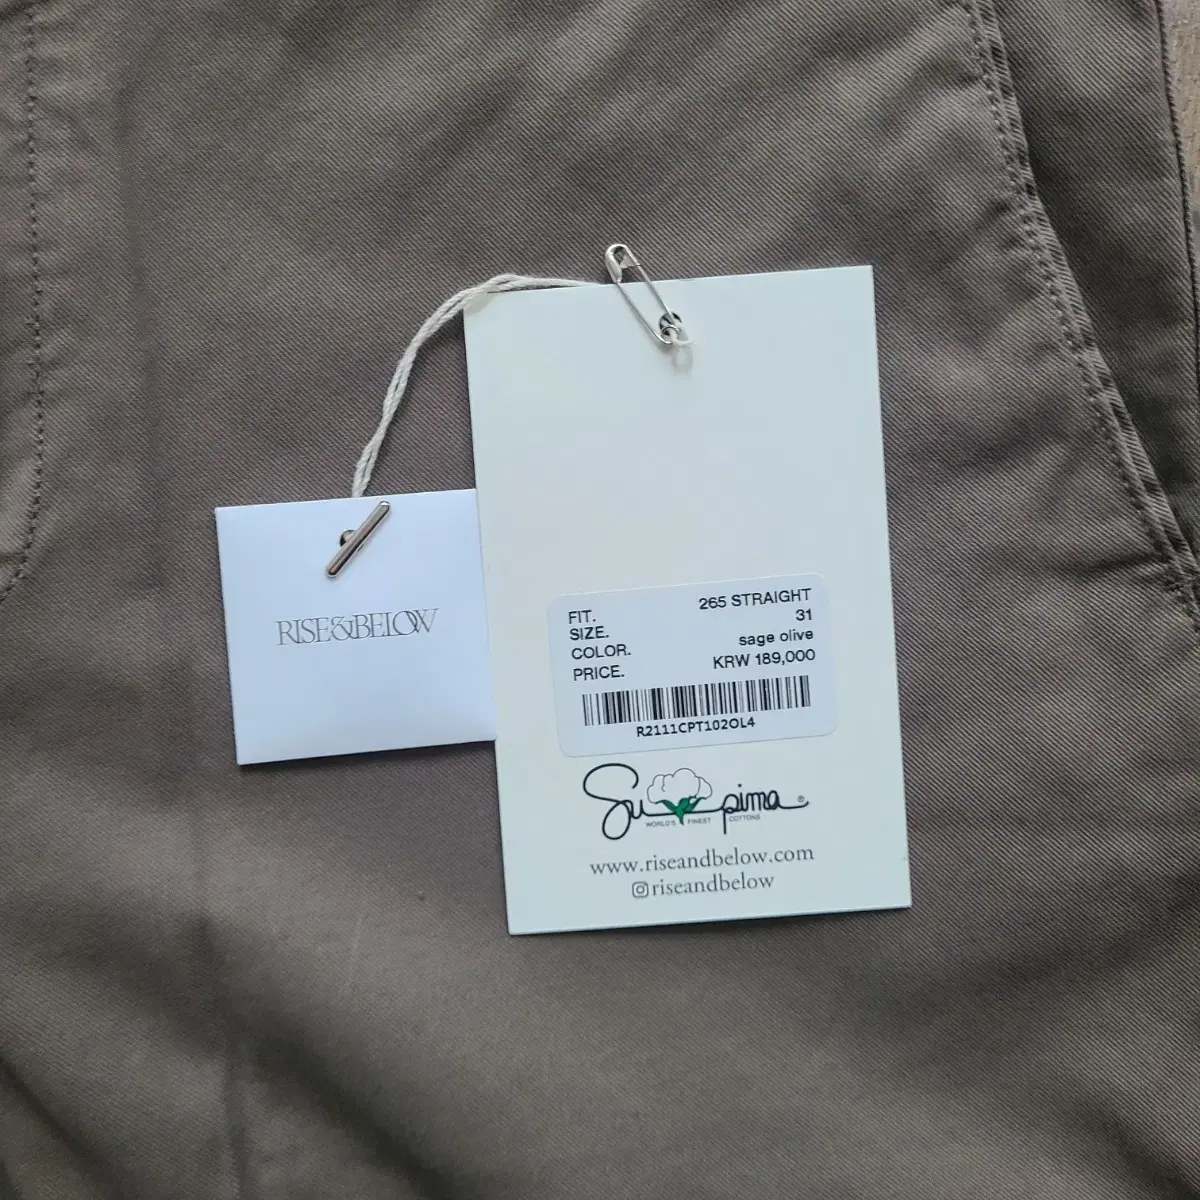 RISE&BELOW
FIT. 265 STRAIGHT
SIZE. 31
COLOR. sage olive
PRICE. KRW 189,000
R2111CPT102OL4
Supima®
WORLD'S FINEST COTTONS
www.riseandbelow.com
riseandbelow